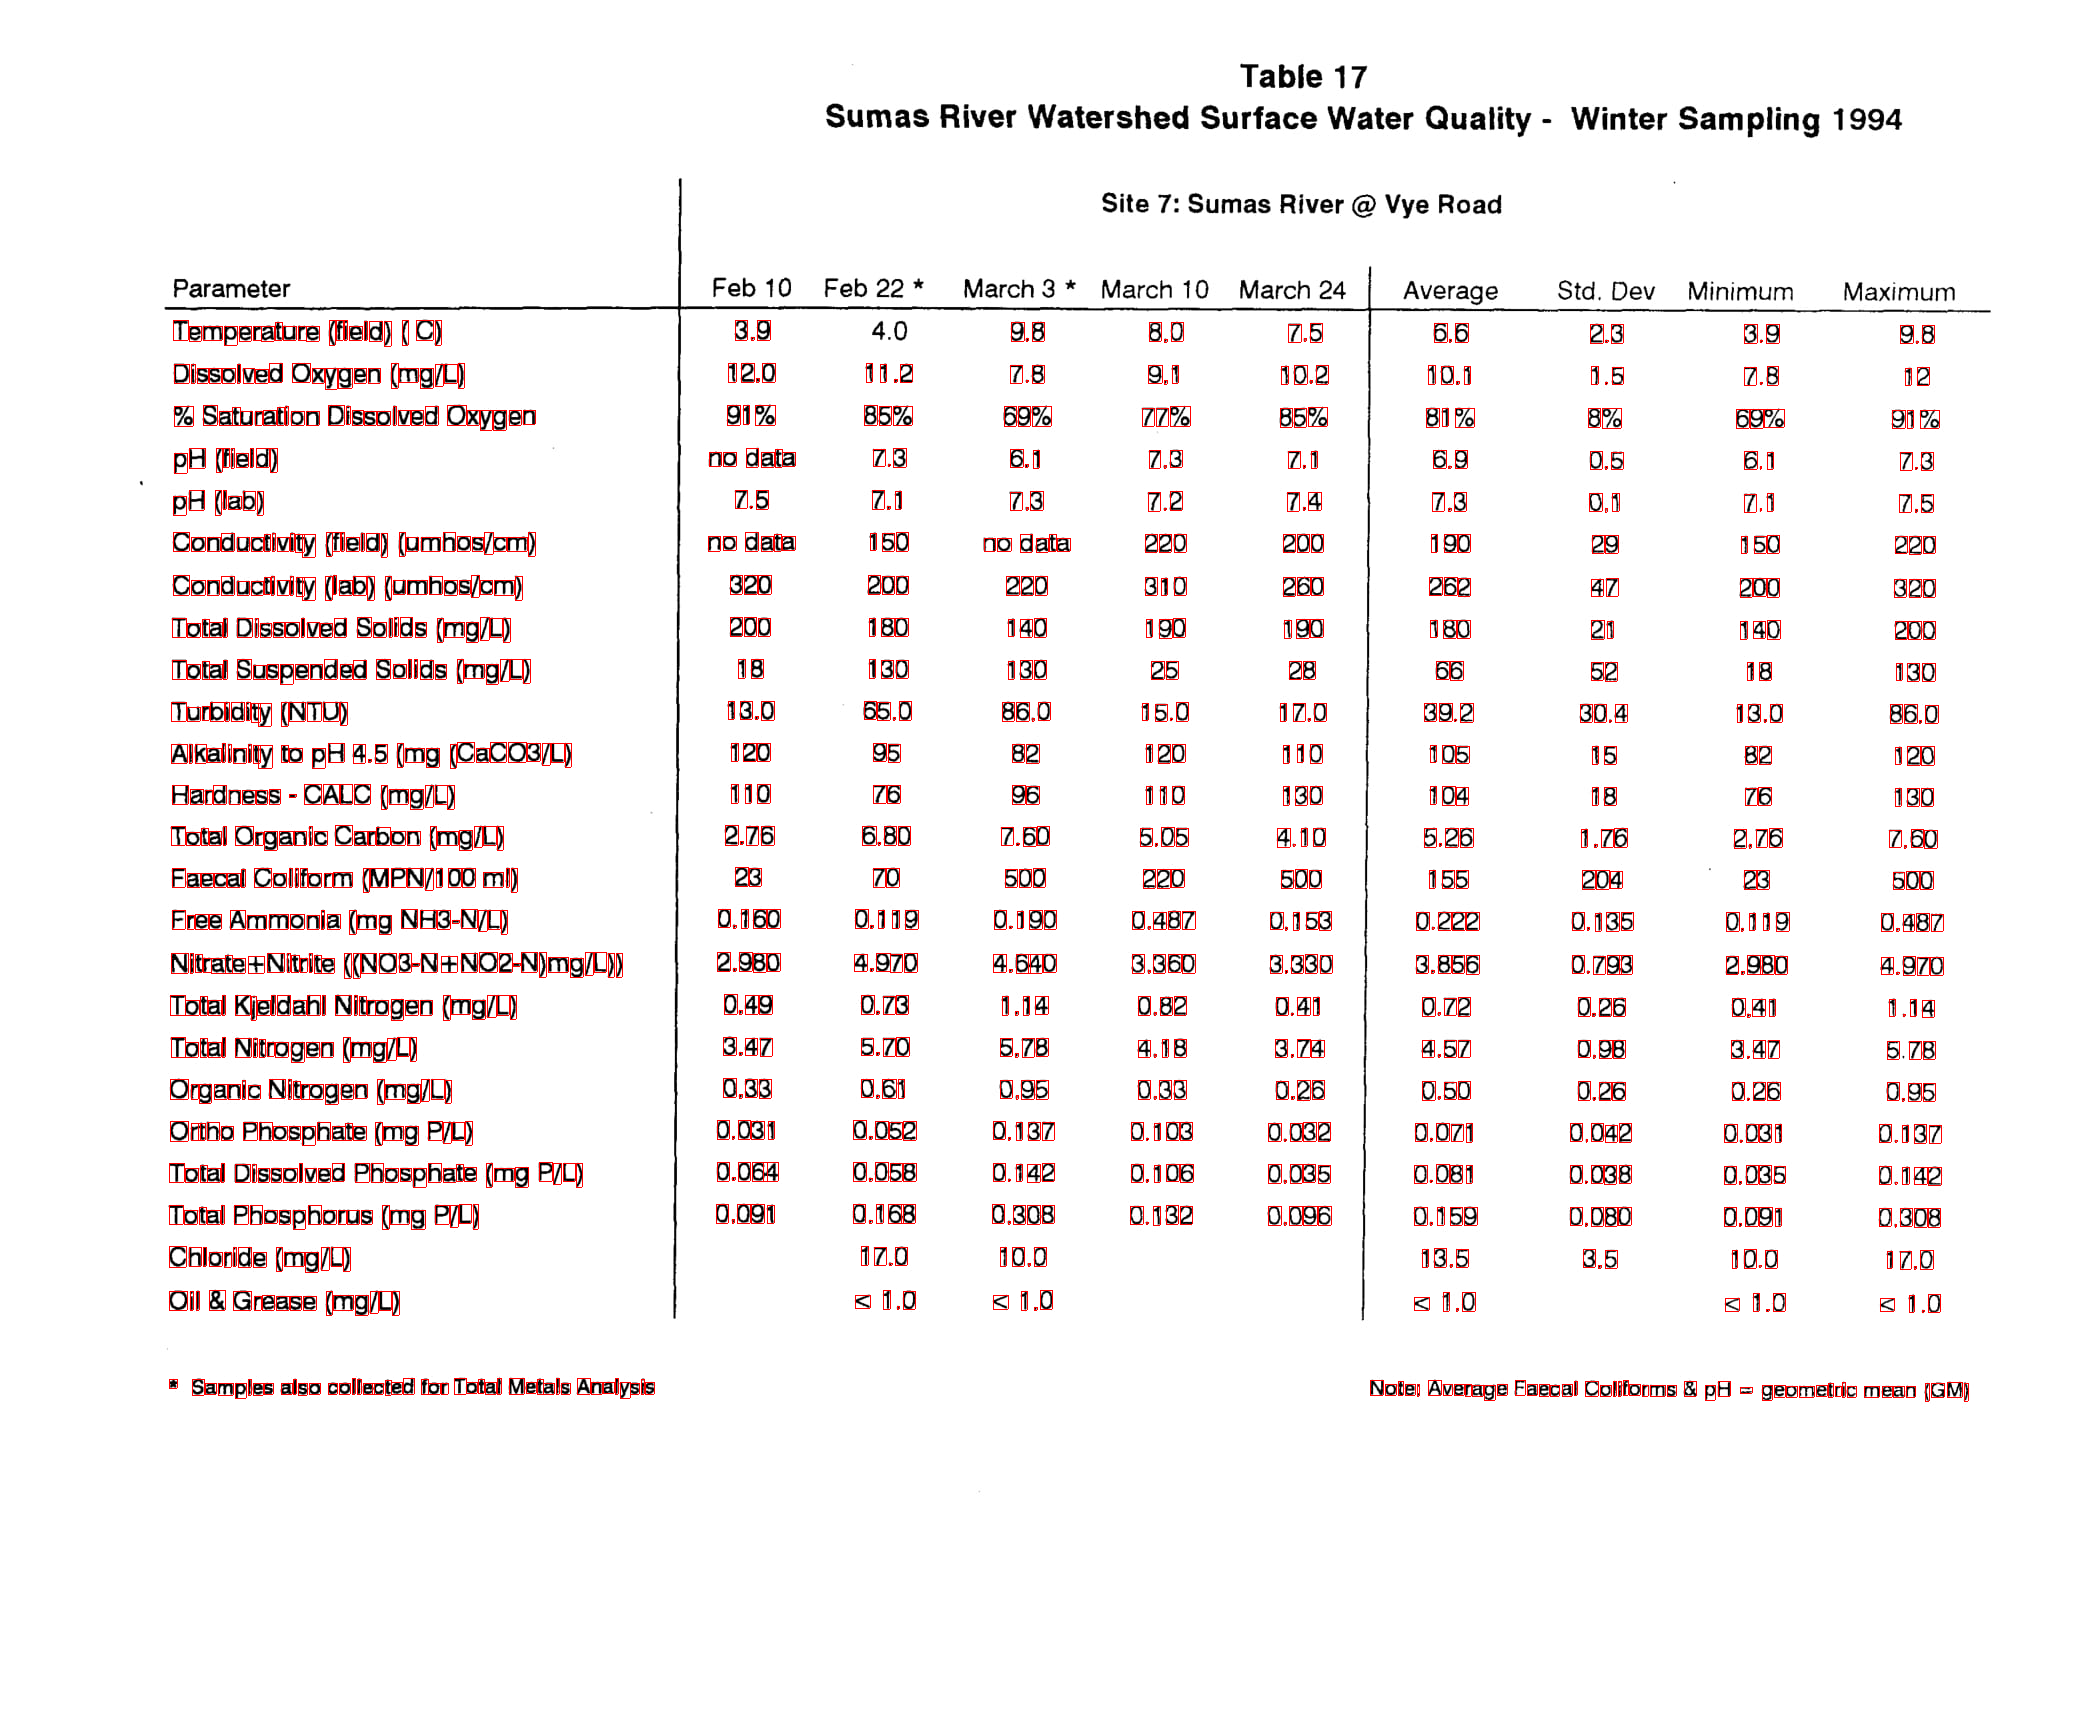 Table 17
Sumas River Watershed Surface Water Quality - Winter Sampling 1994
Site 7: Sumas River @ Vye Road
Parameter Feb 10 Feb 22 * March 3 * March 10 March 24 Average Std. Dev Minimum Maximum
Temperature (field) ( C) 3.9 4.0 9.8 8.0 7.5 6.6 2.3 3.9 9.8
Dissolved Oxygen (mg/L) 12.0 11.2 7.8 9.1 10.2 10.1 1.5 7.8 12
% Saturation Dissolved Oxygen 91% 85% 69% 77% 85% 81% 8% 69% 91%
pH (field) no data 7.3 6.1 7.3 7.1 6.9 0.5 6.1 7.3
pH (lab) 7.5 7.1 7.3 7.2 7.4 7.3 0.1 7.1 7.5
Conductivity (field) (umhos/cm) no data 150 no data 220 200 190 29 150 220
Conductivity (lab) (umhos/cm) 320 200 220 310 260 262 47 200 320
Total Dissolved Solids (mg/L) 200 180 140 190 190 180 21 140 200
Total Suspended Solids (mg/L) 18 130 130 25 28 66 52 18 130
Turbidity (NTU) 13.0 65.0 86.0 15.0 17.0 39.2 30.4 13.0 86.0
Alkalinity to pH 4.5 (mg (CaCO3/L) 120 95 82 120 110 105 15 82 120
Hardness - CALC (mg/L) 110 76 96 110 130 104 18 76 130
Total Organic Carbon (mg/L) 2.76 6.80 7.60 5.05 4.10 5.26 1.76 2.76 7.60
Faecal Coliform (MPN/100 ml) 23 70 500 220 500 155 204 23 500
Free Ammonia (mg NH3-N/L) 0.160 0.119 0.190 0.487 0.153 0.222 0.135 0.119 0.487
Nitrate+Nitrite ((NO3-N+NO2-N)mg/L)) 2.980 4.970 4.640 3.360 3.330 3.856 0.793 2.980 4.970
Total Kjeldahl Nitrogen (mg/L) 0.49 0.73 1.14 0.82 0.41 0.72 0.26 0.41 1.14
Total Nitrogen (mg/L) 3.47 5.70 5.78 4.18 3.74 4.57 0.98 3.47 5.78
Organic Nitrogen (mg/L) 0.33 0.61 0.95 0.33 0.26 0.50 0.26 0.26 0.95
Ortho Phosphate (mg P/L) 0.031 0.052 0.137 0.103 0.032 0.071 0.042 0.031 0.137
Total Dissolved Phosphate (mg P/L) 0.064 0.058 0.142 0.106 0.035 0.081 0.038 0.035 0.142
Total Phosphorus (mg P/L) 0.091 0.168 0.308 0.132 0.096 0.159 0.080 0.091 0.308
Chloride (mg/L) 17.0 10.0 13.5 3.5 10.0 17.0
Oil & Grease (mg/L) < 1.0 < 1.0 < 1.0 < 1.0 < 1.0
* Samples also collected for Total Metals Analysis
Note: Average Faecal Coliforms & pH = geometric mean (GM)